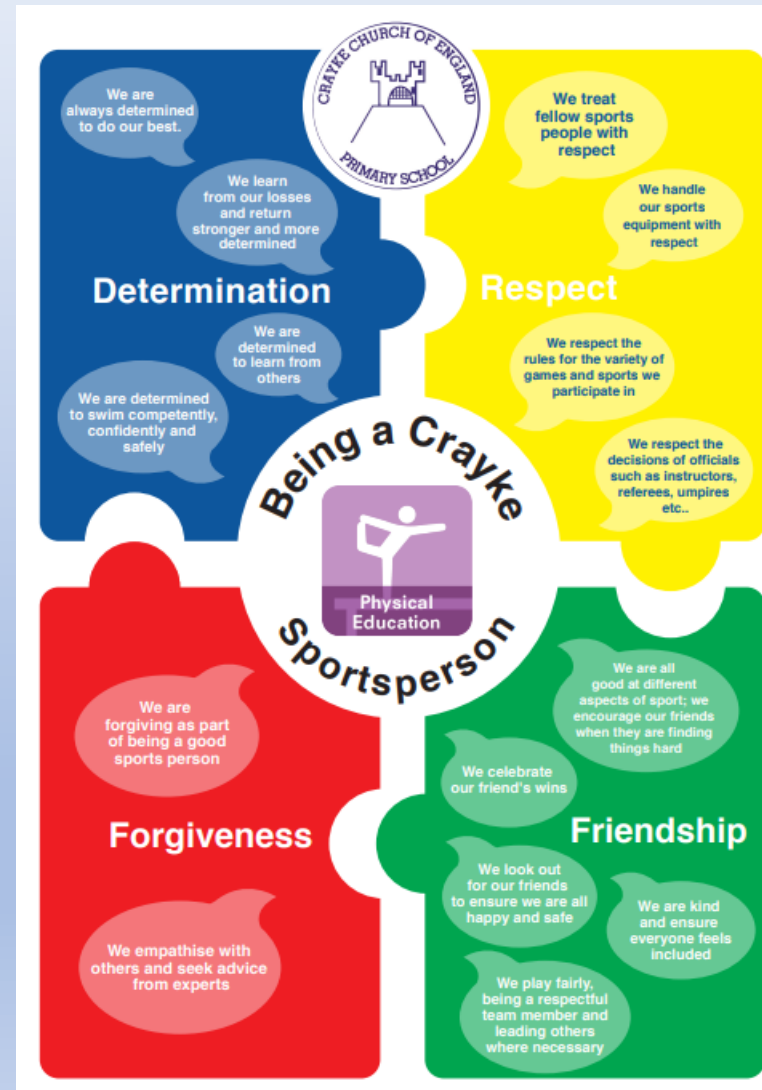 CRAYKE CHURCH OF ENGLAND
PRIMARY SCHOOL
We are
always determined
to do our best.
We learn
from our losses
and return
stronger and more
determined
Determination
We are
determined
to learn from
others
We are determined
to swim competently,
confidently and
safely
We treat
fellow sports
people with
respect
We handle
our sports
equipment with
respect
Respect
We respect the
rules for the variety of
games and sports we
participate in
We respect the
decisions of officials
such as instructors,
referees, umpires
etc..
Being a Crayke
Physical
Education
Sportsperson
We are
forgiving as part
of being a good
sports person
Forgiveness
We empathise with
others and seek advice
from experts
We are all
good at different
aspects of sport; we
encourage our friends
when they are finding
things hard
We celebrate
our friend's wins
Friendship
We look out
for our friends
to ensure we are all
happy and safe
We are kind
and ensure
everyone feels
included
We play fairly,
being a respectful
team member and
leading others
where necessary